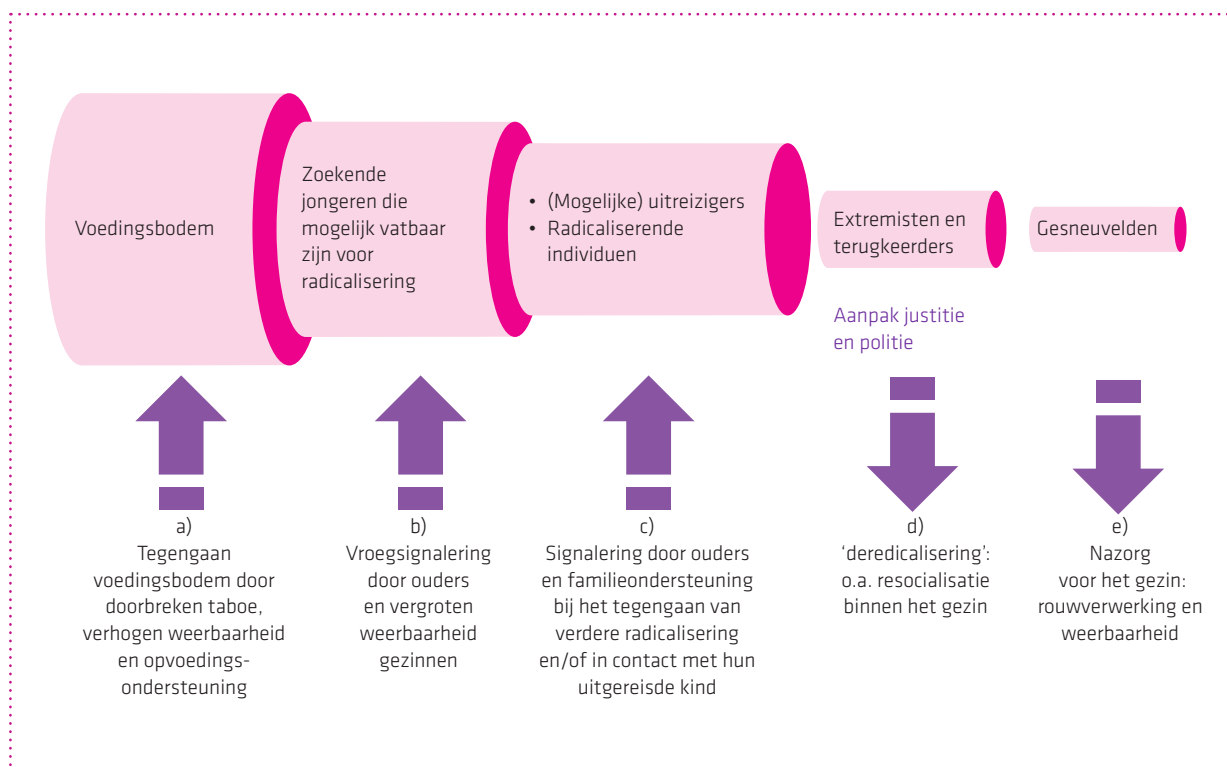 Voedingsbodem
Zoekende
jongeren die
mogelijk vatbaar
zijn voor
radicalisering
• (Mogelijke) uitreizigers
• Radicaliserende
individuen
Extremisten en
terugkeerders
Gesneuvelden
Aanpak justitie
en politie
a)
Tegengaan
voedingsbodem door
doorbreken taboe,
verhogen weerbaarheid
en opvoedings-
ondersteuning
b)
Vroegsignalering
door ouders
en vergroten
weerbaarheid
gezinnen
c)
Signalering door ouders
en familieondersteuning
bij het tegengaan van
verdere radicalisering
en/of in contact met hun
uitgereisde kind
d)
‘deredicalisering’:
o.a. resocialisatie
binnen het gezin
e)
Nazorg
voor het gezin:
rouwverwerking en
weerbaarheid